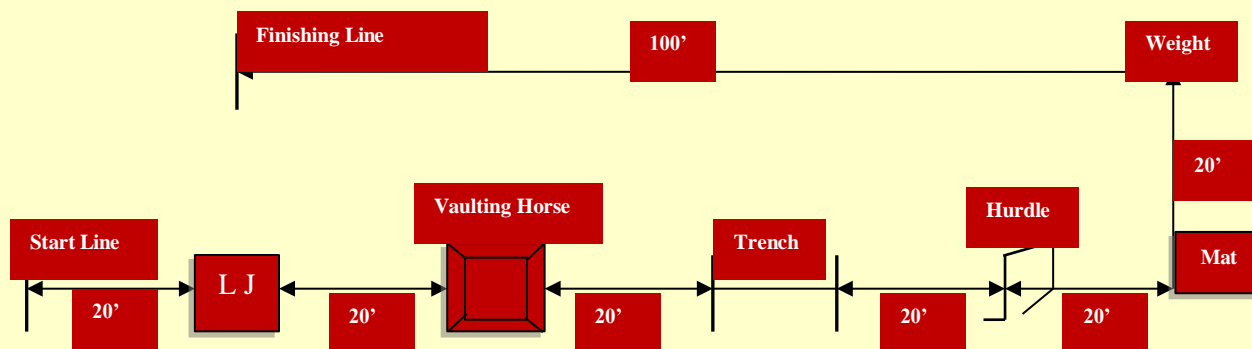 Finishing Line
100’
Weight
20’
Vaulting Horse
Hurdle
Start Line
Trench
Mat
L J
20’
20’
20’
20’
20’